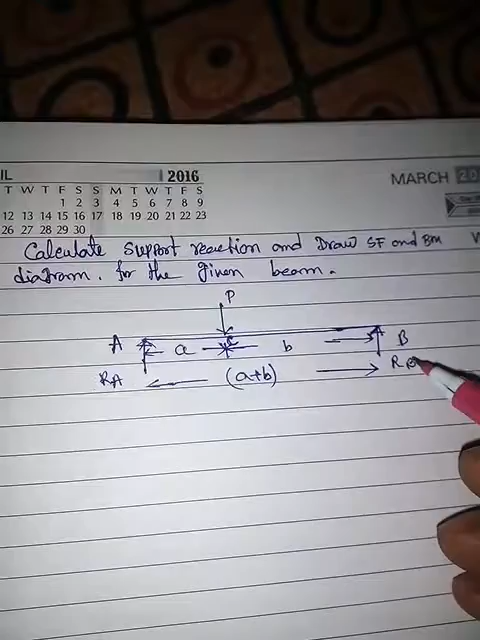 IL 2016
MARCH 20
T W T F S S M T W T F S
1 2 3 4 5 6 7 8 9
12 13 14 15 16 17 18 19 20 21 22 23
26 27 28 29 30
Calculate support reaction and Draw SF and BM
diagram. for the given beam.
P
A a c b B
RA (a+b) RB